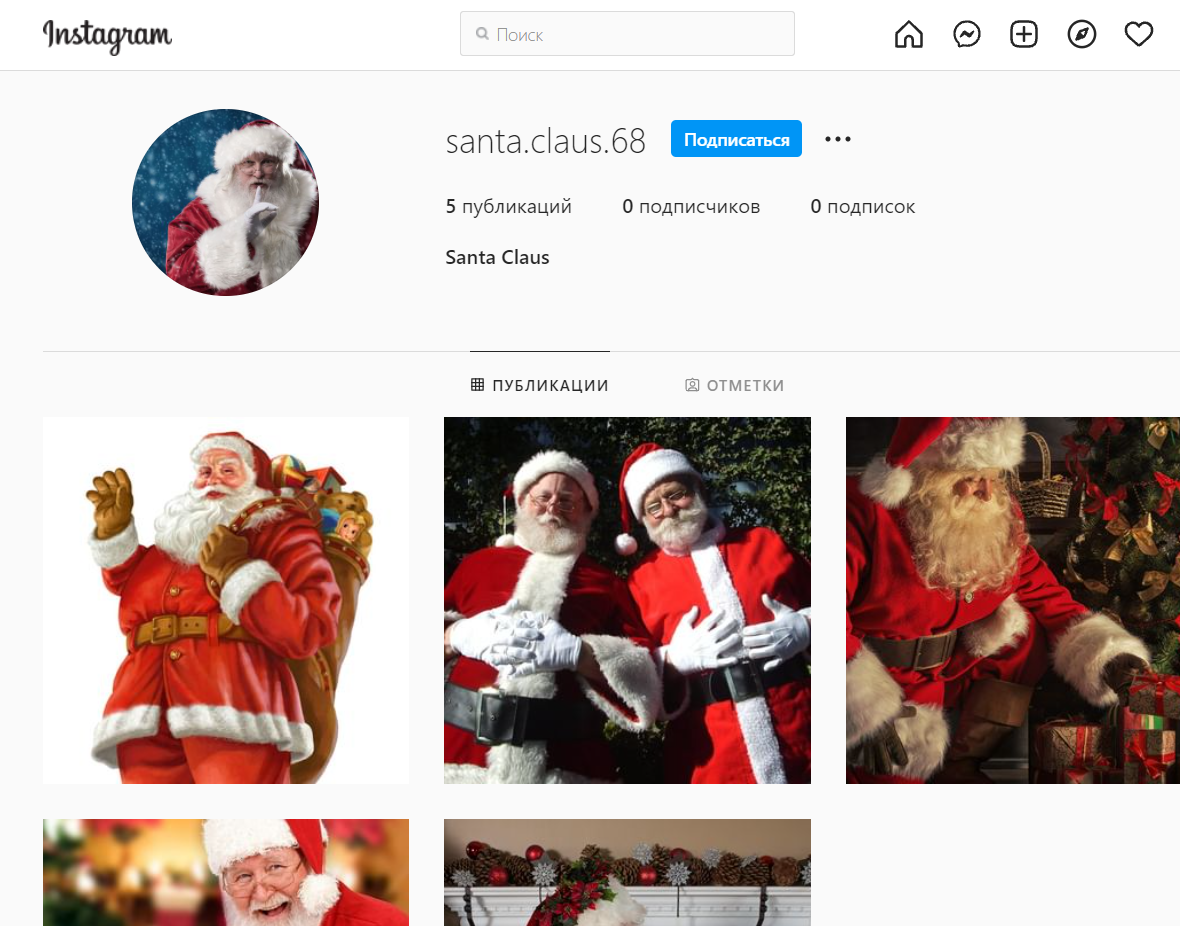 Instagram
Поиск
santa.claus.68 Подписаться
5 публикаций 0 подписчиков 0 подписок
Santa Claus
ПУБЛИКАЦИИ ОТМЕТКИ